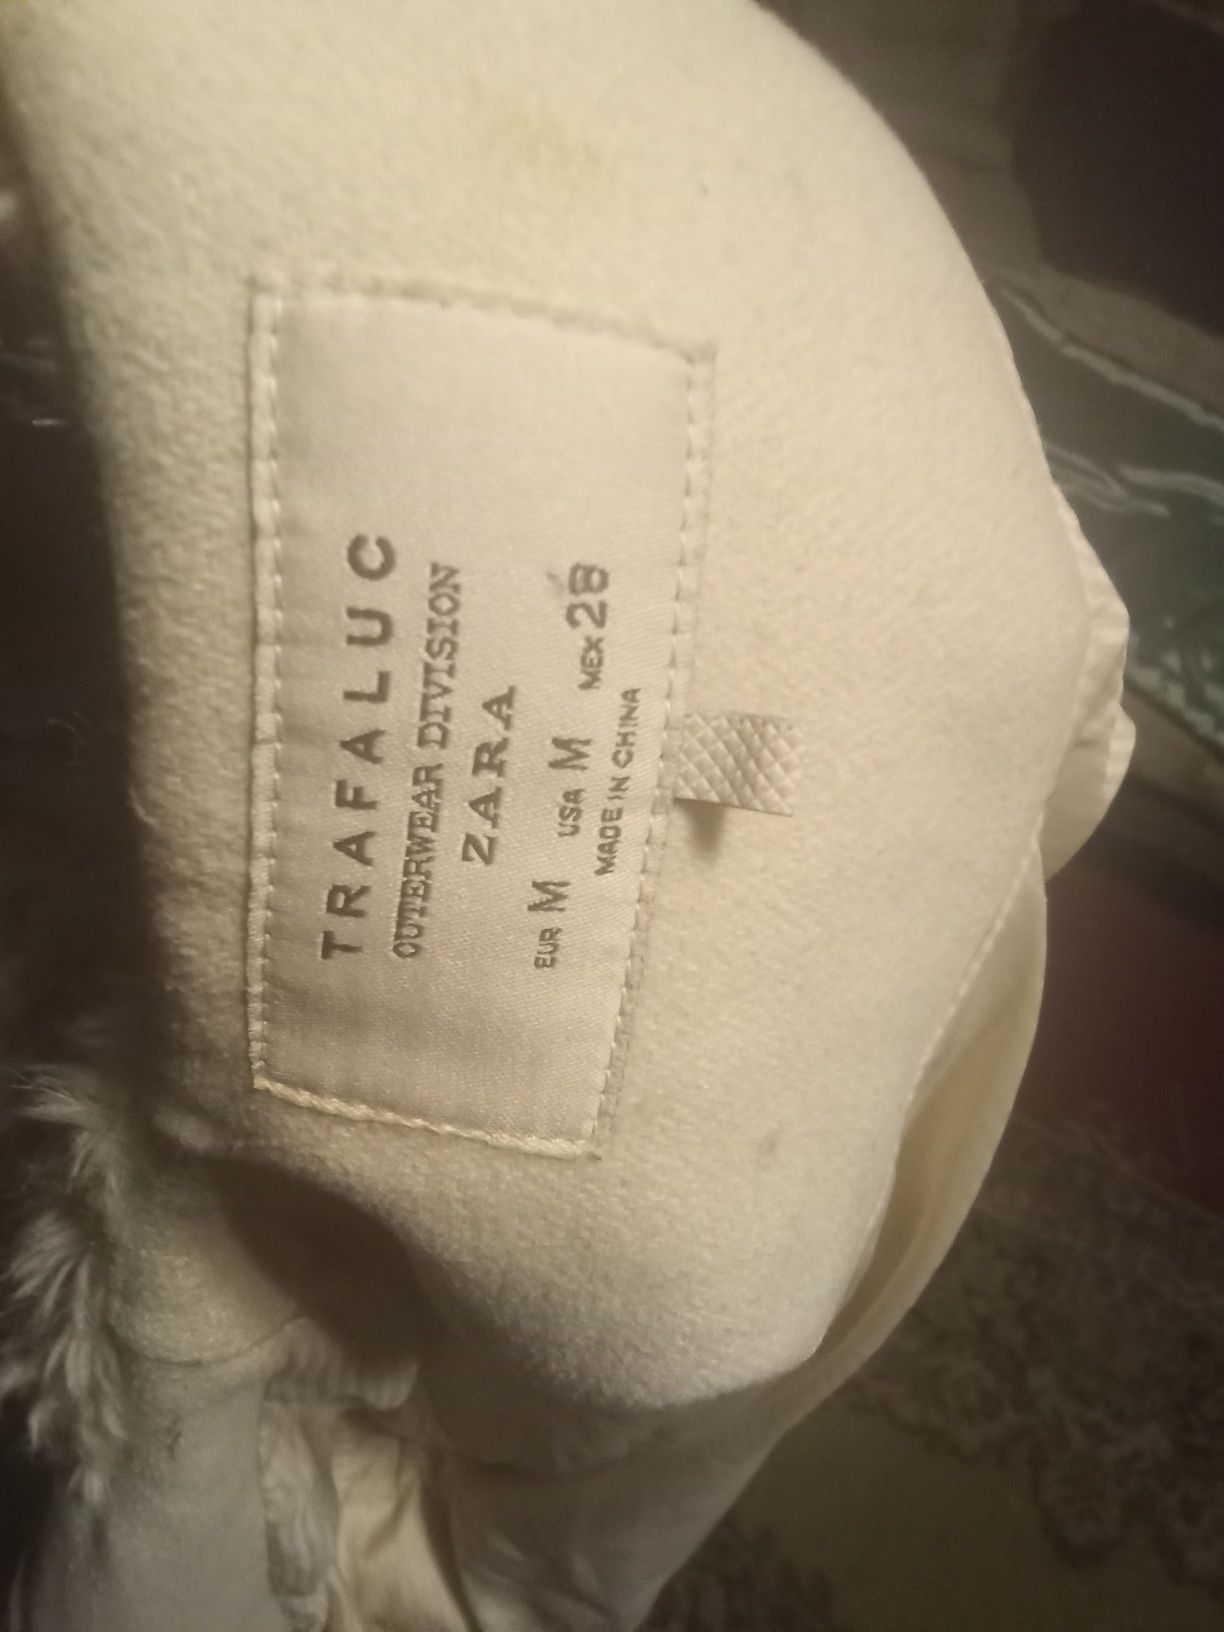 TRAFALUC
OUTERWEAR DIVISION
ZARA
EUR M USA M MEX 28
MADE IN CHINA